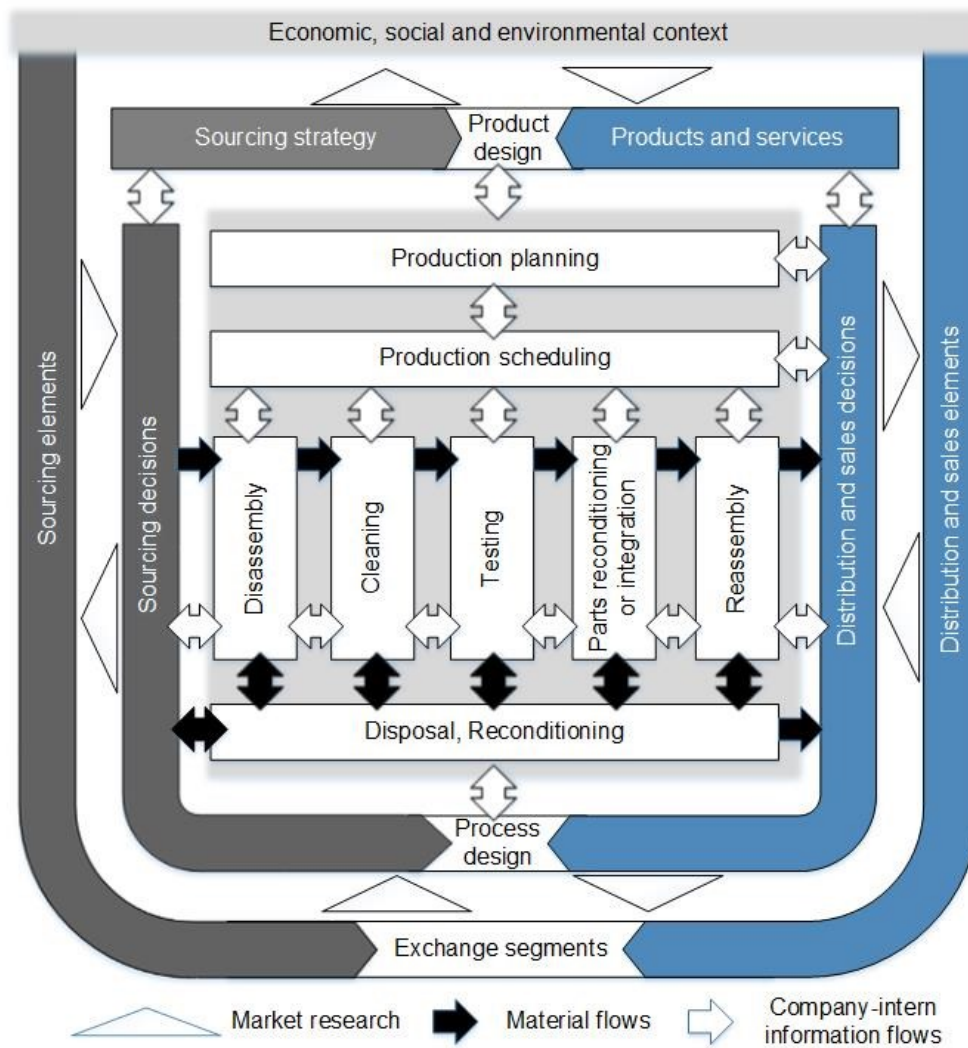 Economic, social and environmental context
Sourcing strategy
Product
design
Products and services
Production planning
Production scheduling
Sourcing elements
Sourcing decisions
Disassembly
Cleaning
Testing
Parts reconditioning
or integration
Reassembly
Distribution and sales decisions
Distribution and sales elements
Disposal, Reconditioning
Process
design
Exchange segments
Market research
Material flows
Company-intern
information flows